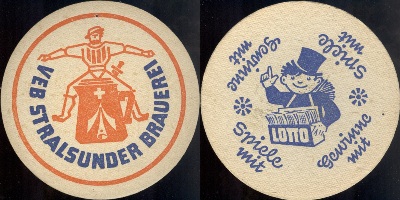 VEB STRALSUNDER BRAUEREI
Gewinne
mit
Spiele
mit
LOTTO
Spiele
mit
Gewinne
mit